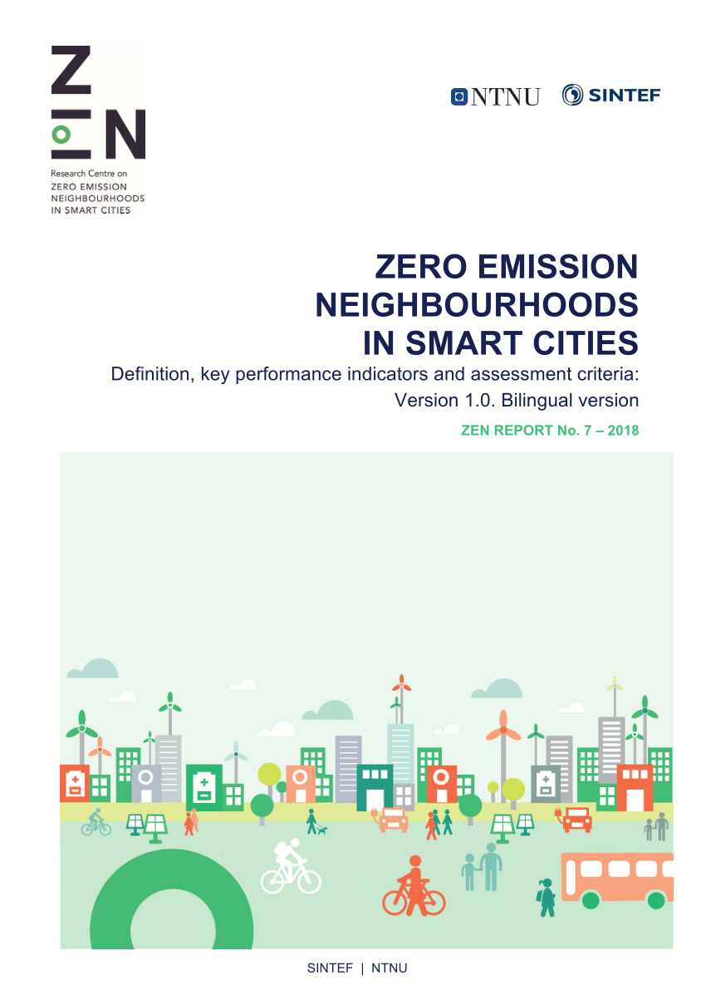 ZEN
Research Centre on
ZERO EMISSION
NEIGHBOURHOODS
IN SMART CITIES
NTNU
SINTEF
ZERO EMISSION
NEIGHBOURHOODS
IN SMART CITIES
Definition, key performance indicators and assessment criteria:
Version 1.0. Bilingual version
ZEN REPORT No. 7 – 2018
SINTEF | NTNU